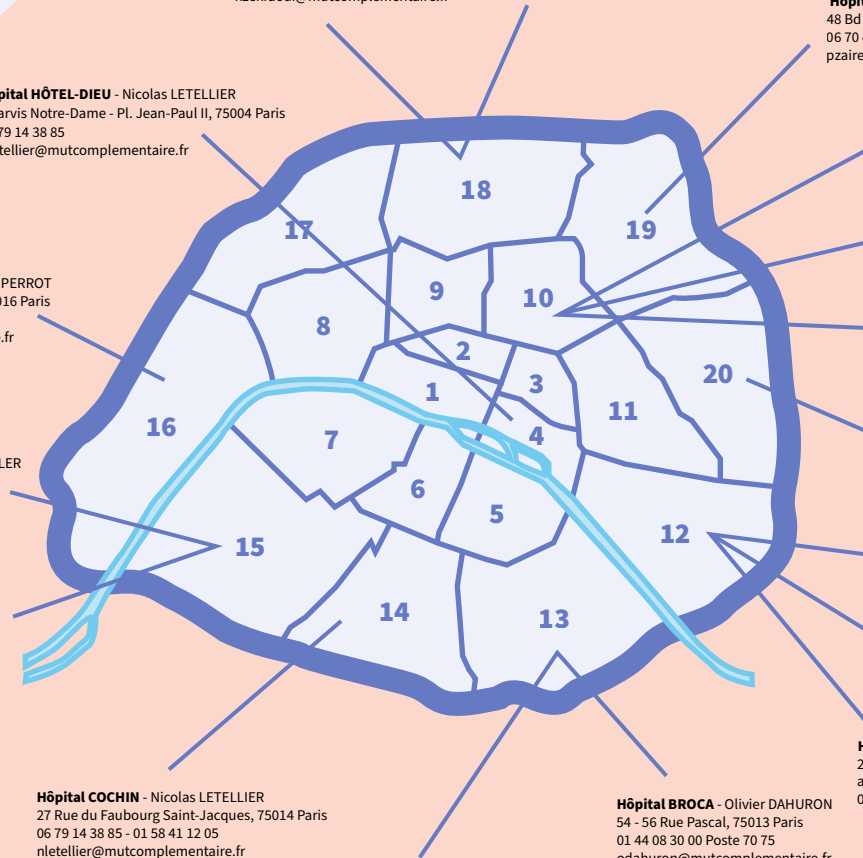 48 Bd
06 70
pzaire
Hôpital HÔTEL-DIEU - Nicolas LETELLIER
arvis Notre-Dame - Pl. Jean-Paul II, 75004 Paris
79 14 38 85
tellier@mutcomplementaire.fr
PERROT
016 Paris
.fr
LER
18
17
19
9
10
8
2
3
20
1
11
16
7
4
6
5
12
15
14
13
Hôpital COCHIN - Nicolas LETELLIER
27 Rue du Faubourg Saint-Jacques, 75014 Paris
06 79 14 38 85 - 01 58 41 12 05
nletellier@mutcomplementaire.fr
Hôpital BROCA - Olivier DAHURON
54 - 56 Rue Pascal, 75013 Paris
01 44 08 30 00 Poste 70 75
odahuron@mutcomplementaire.fr